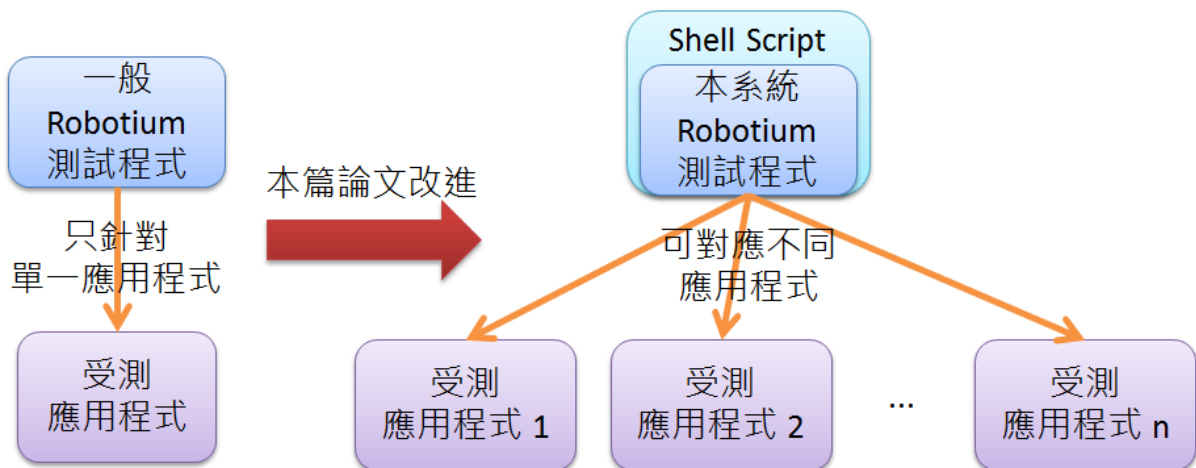 一般
Robotium
測試程式
只針對
單一應用程式
受測
應用程式
本篇論文改進
Shell Script
本系統
Robotium
測試程式
可對應不同
應用程式
受測
應用程式 1
受測
應用程式 2
...
受測
應用程式 n